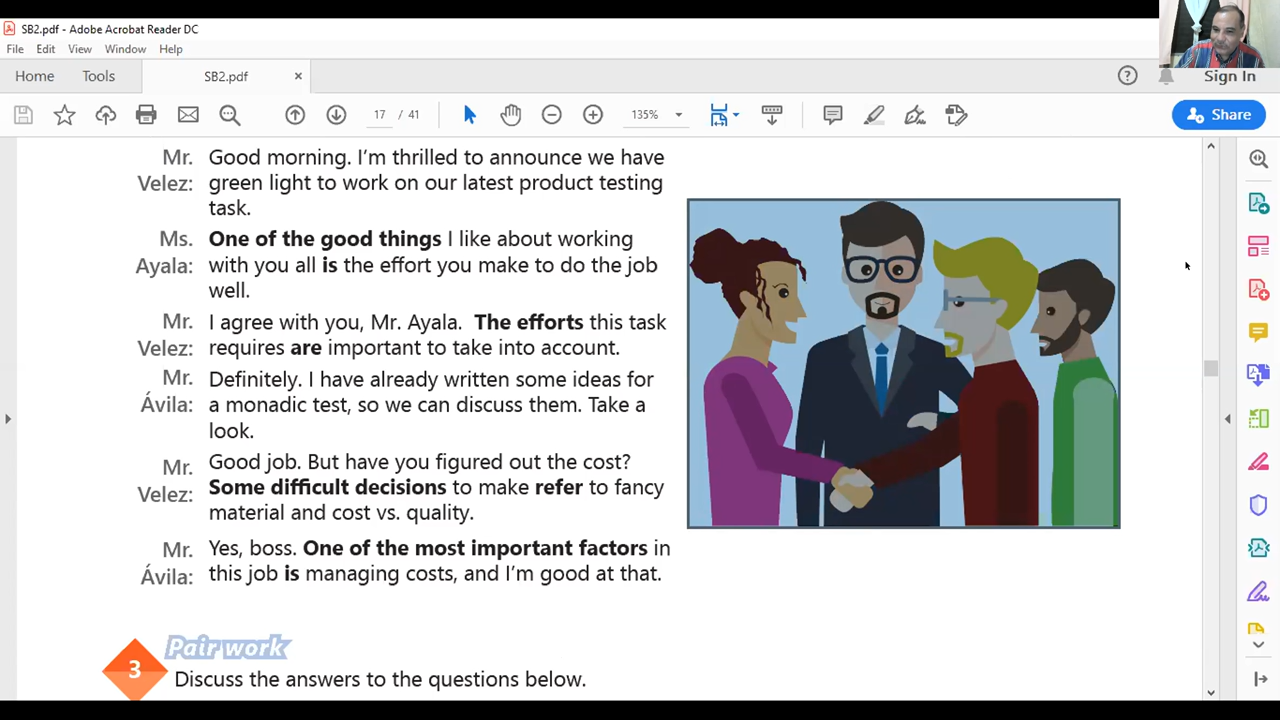 SB2.pdf - Adobe Acrobat Reader DC
File Edit View Window Help
Home Tools SB2.pdf × Sign In
17 / 41 135% Share
Mr. Good morning. I'm thrilled to announce we have
Velez: green light to work on our latest product testing
task.
Ms. One of the good things I like about working
Ayala: with you all is the effort you make to do the job
well.
Mr. I agree with you, Mr. Ayala. The efforts this task
Velez: requires are important to take into account.
Mr. Definitely. I have already written some ideas for
Ávila: a monadic test, so we can discuss them. Take a
look.
Mr. Good job. But have you figured out the cost?
Velez: Some difficult decisions to make refer to fancy
material and cost vs. quality.
Mr. Yes, boss. One of the most important factors in
Ávila: this job is managing costs, and I'm good at that.
Pair work
3 Discuss the answers to the questions below.